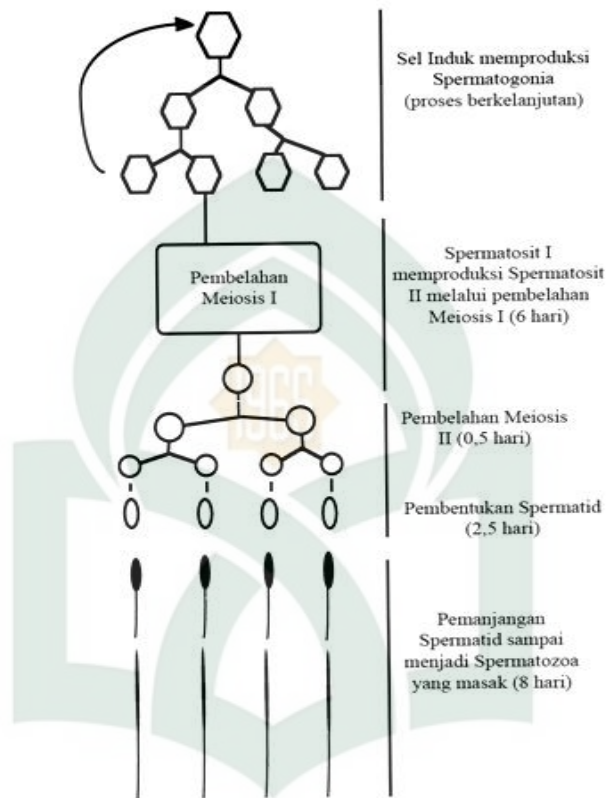 Sel Induk memproduksi
Spermatogonia
(proses berkelanjutan)
Pembelahan
Meiosis I
Spermatosit I
memproduksi Spermatosit
II melalui pembelahan
Meiosis I (6 hari)
1966
Pembelahan Meiosis
II (0,5 hari)
Pembentukan Spermatid
(2,5 hari)
Pemanjangan
Spermatid sampai
menjadi Spermatozoa
yang masak (8 hari)